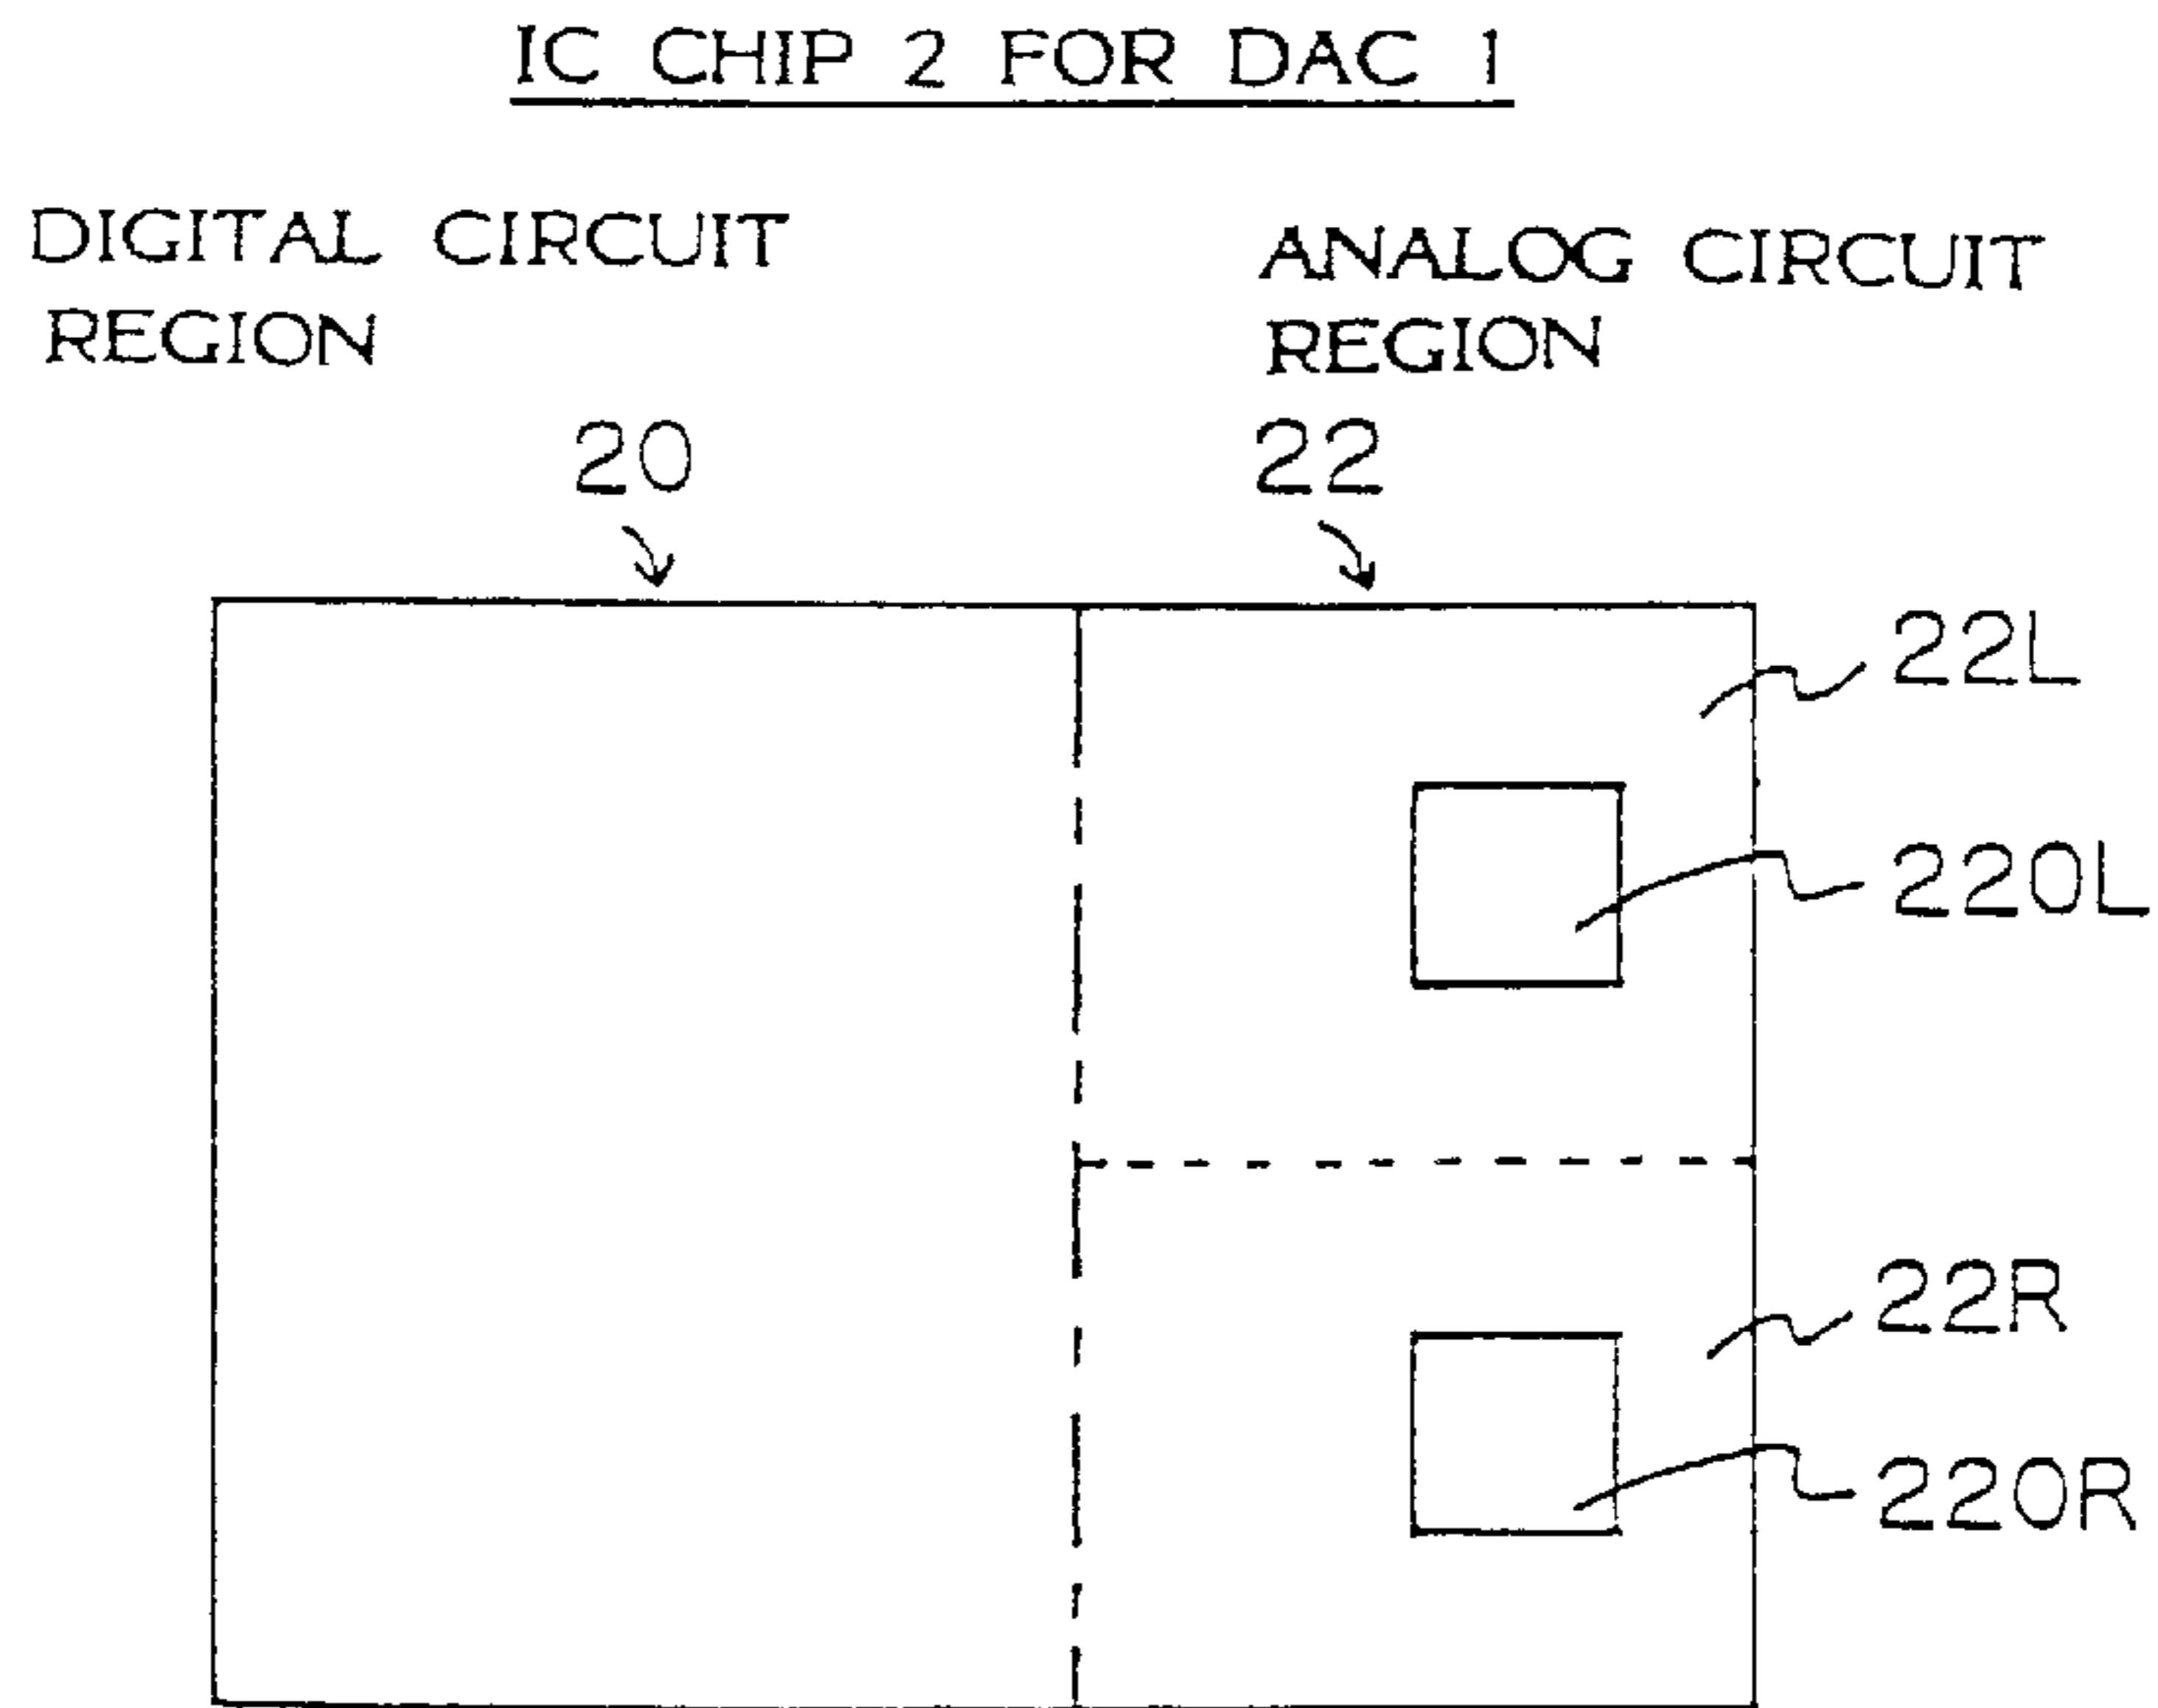 IC CHIP 2 FOR DAC 1
DIGITAL CIRCUIT
REGION
ANALOG CIRCUIT
REGION
20
22
22L
220L
22R
220R